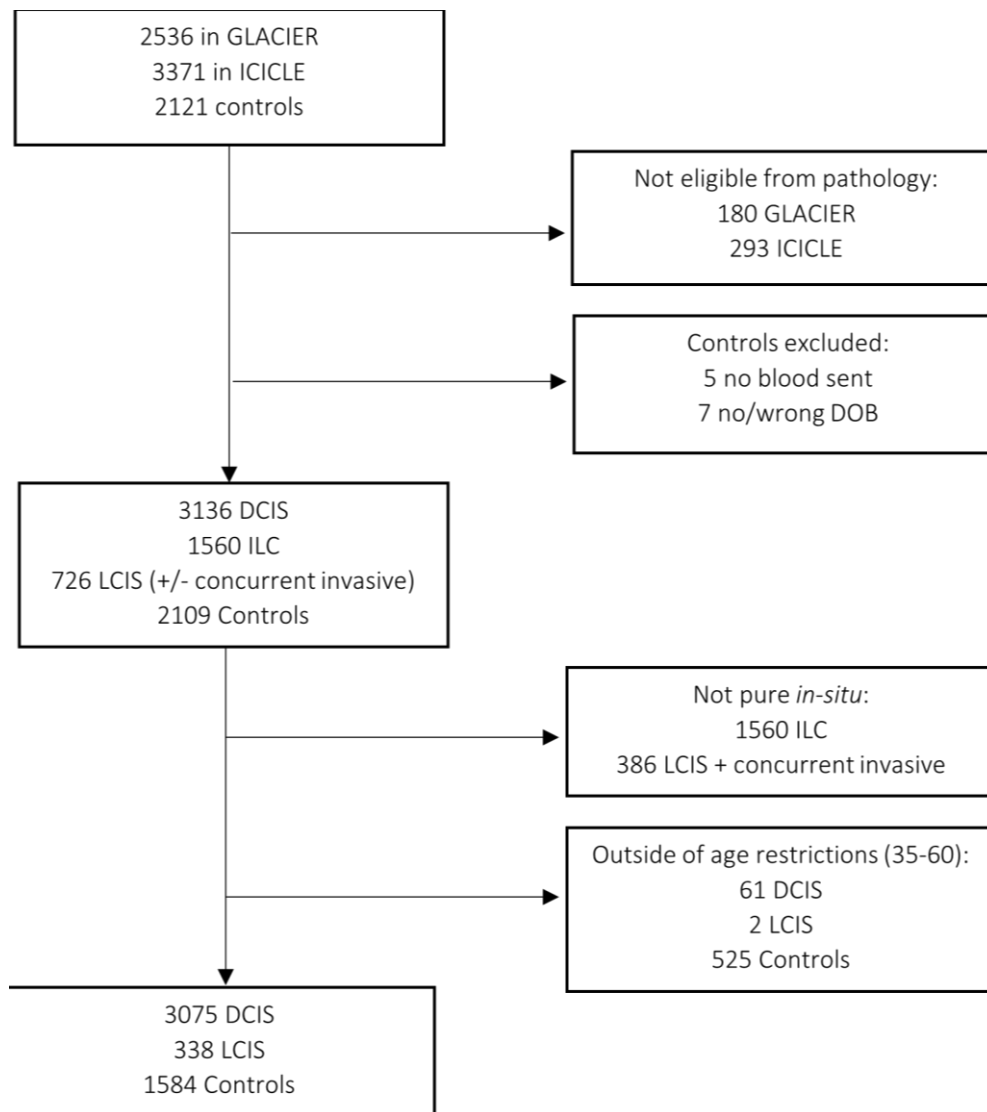 2536 in GLACIER
3371 in ICICLE
2121 controls
Not eligible from pathology:
180 GLACIER
293 ICICLE
Controls excluded:
5 no blood sent
7 no/wrong DOB
3136 DCIS
1560 ILC
726 LCIS (+/- concurrent invasive)
2109 Controls
Not pure in-situ:
1560 ILC
386 LCIS + concurrent invasive
Outside of age restrictions (35-60):
61 DCIS
2 LCIS
525 Controls
3075 DCIS
338 LCIS
1584 Controls